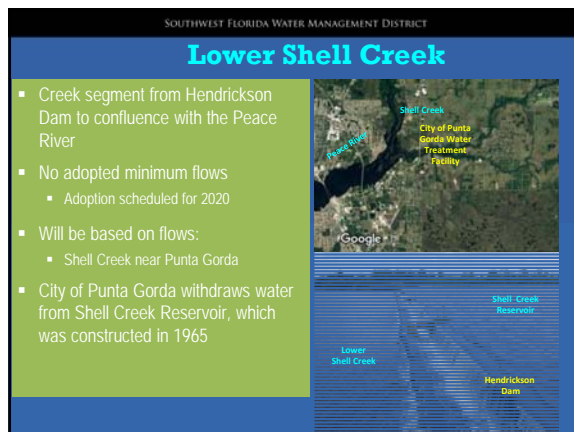 SOUTHWEST FLORIDA WATER MANAGEMENT DISTRICT
Lower Shell Creek
▪ Creek segment from Hendrickson
Dam to confluence with the Peace
River
▪ No adopted minimum flows
▪ Adoption scheduled for 2020
▪ Will be based on flows:
▪ Shell Creek near Punta Gorda
▪ City of Punta Gorda withdraws water
from Shell Creek Reservoir, which
was constructed in 1965
Shell Creek
City of Punta
Gorda Water
Treatment
Facility
Peace River
Google
Shell Creek
Reservoir
Lower
Shell Creek
Hendrickson
Dam